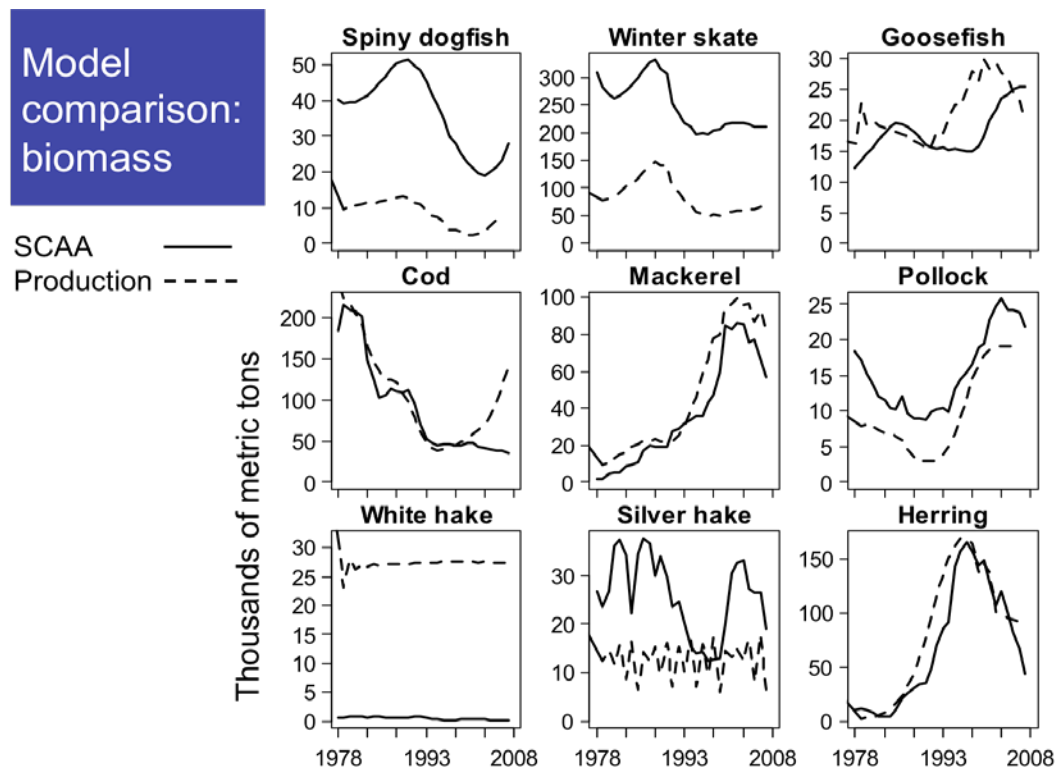 Model
comparison:
biomass
SCAA
Production
Thousands of metric tons
Spiny dogfish
50
40
30
20
10
0
Winter skate
300
250
200
150
100
50
0
Goosefish
30
25
20
15
10
5
0
Cod
200
150
100
50
0
Mackerel
100
80
60
40
20
0
Pollock
25
20
15
10
5
0
White hake
30
25
20
15
10
5
0
1978 1993 2008
Silver hake
30
20
10
0
1978 1993 2008
Herring
150
100
50
0
1978 1993 2008